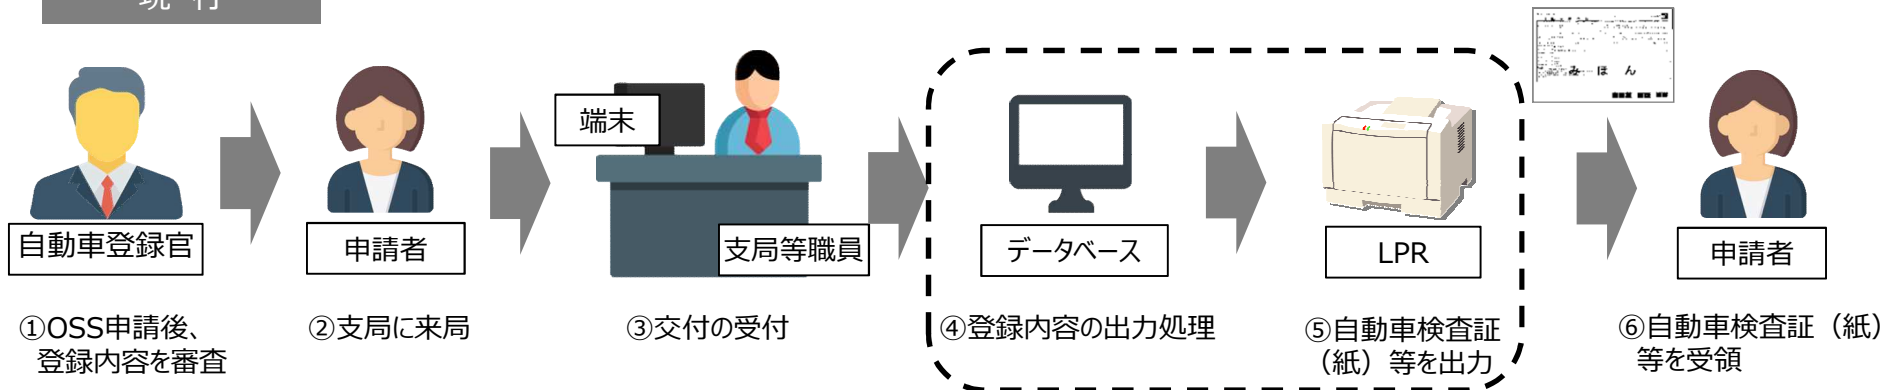 現 行
みほん
端末
自動車登録官
申請者
支局等職員
データベース
LPR
申請者
①OSS申請後、
登録内容を審査
②支局に来局
③交付の受付
④登録内容の出力処理
⑤自動車検査証
（紙）等を出力
⑥自動車検査証（紙）
等を受領